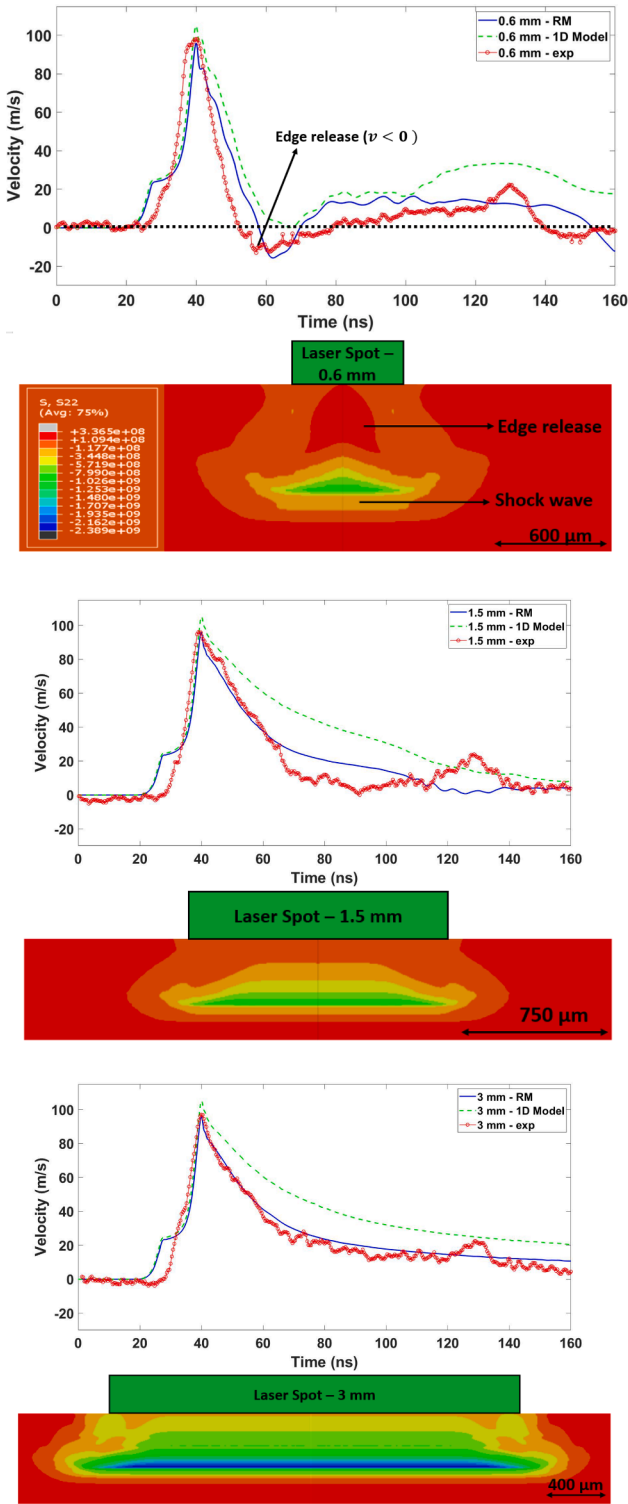 0.6 mm - RM
0.6 mm - 1D Model
0.6 mm - exp
100
80
60
40
20
0
-20
Velocity (m/s)
Edge release (v < 0 )
0 20 40 60 80 100 120 140 160
Time (ns)
Laser Spot –
0.6 mm
S, S22
(Avg: 75%)
+3.365e+08
+1.094e+08
-1.177e+08
-3.448e+08
-5.719e+08
-7.990e+08
-1.026e+09
-1.253e+09
-1.480e+09
-1.707e+09
-1.935e+09
-2.162e+09
-2.389e+09
Edge release
Shock wave
600 µm
1.5 mm - RM
1.5 mm - 1D Model
1.5 mm - exp
100
80
60
40
20
0
-20
Velocity (m/s)
0 20 40 60 80 100 120 140 160
Time (ns)
Laser Spot – 1.5 mm
750 µm
3 mm - RM
3 mm - 1D Model
3 mm - exp
100
80
60
40
20
0
-20
Velocity (m/s)
0 20 40 60 80 100 120 140 160
Time (ns)
Laser Spot – 3 mm
400 µm